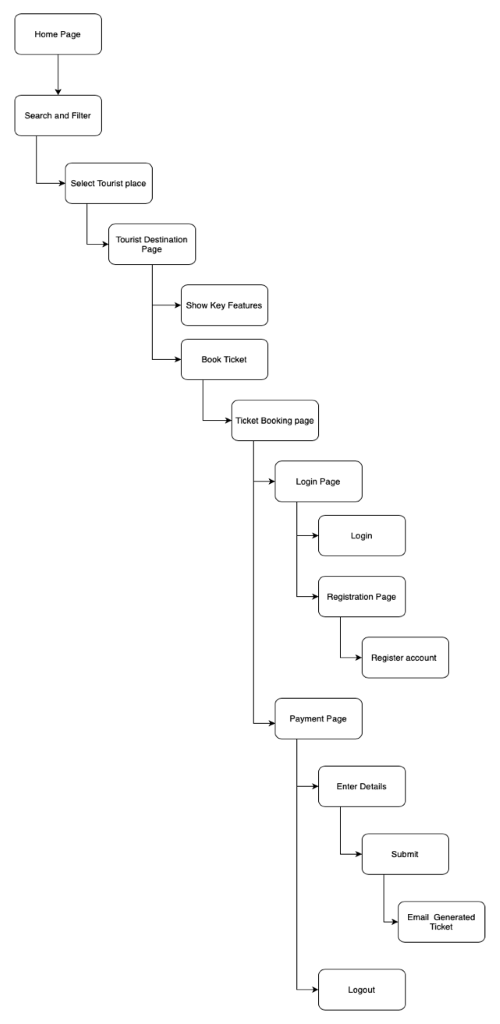 Home Page
Search and Filter
Select Tourist place
Tourist Destination
Page
Show Key Features
Book Ticket
Ticket Booking page
Login Page
Login
Registration Page
Register account
Payment Page
Enter Details
Submit
Email Generated
Ticket
Logout